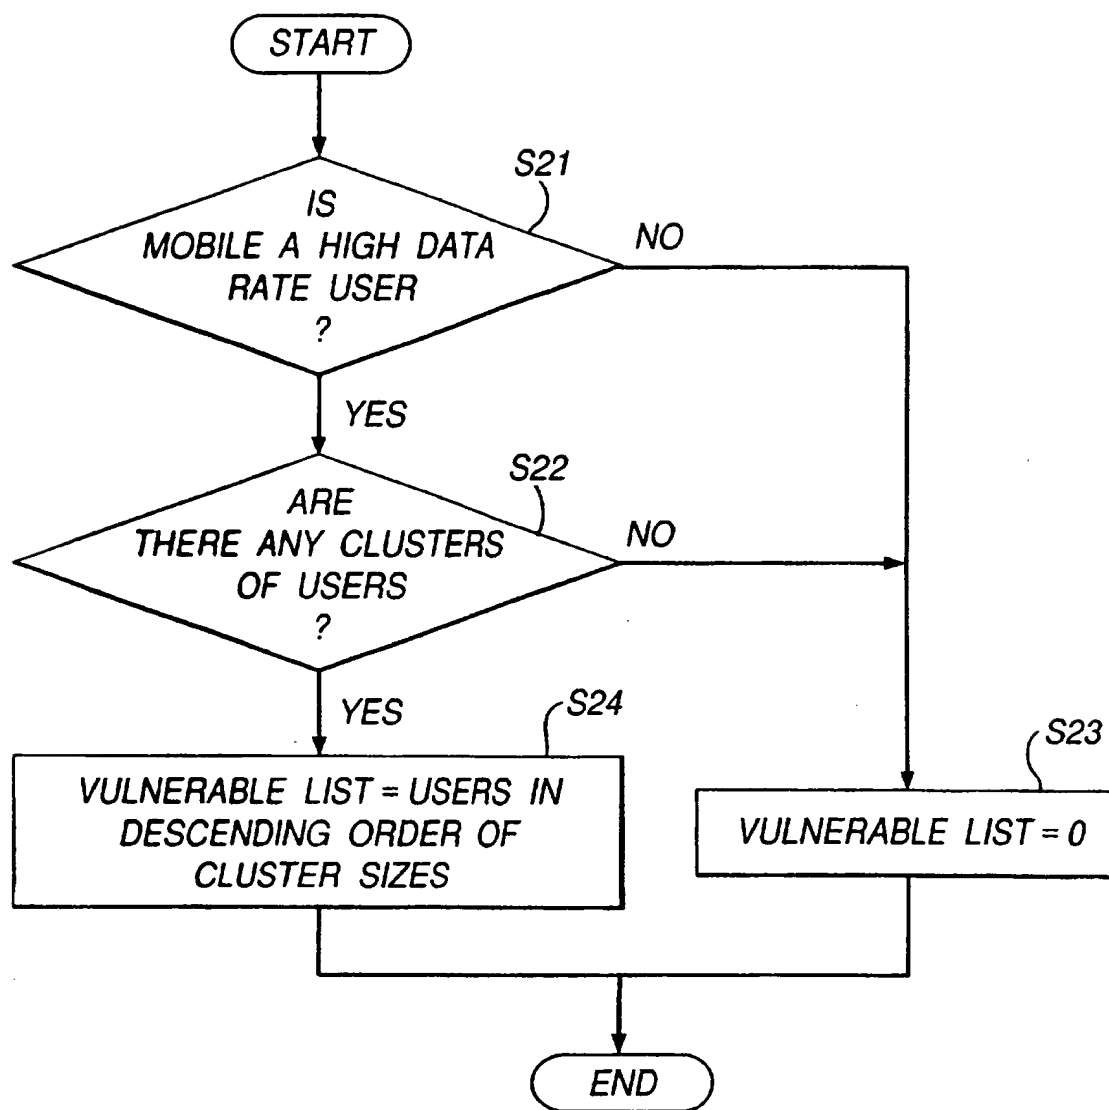 START
S21
IS
MOBILE A HIGH DATA
RATE USER
?
NO
YES
S22
ARE
THERE ANY CLUSTERS
OF USERS
?
NO
YES
S24
VULNERABLE LIST = USERS IN
DESCENDING ORDER OF
CLUSTER SIZES
S23
VULNERABLE LIST = 0
END